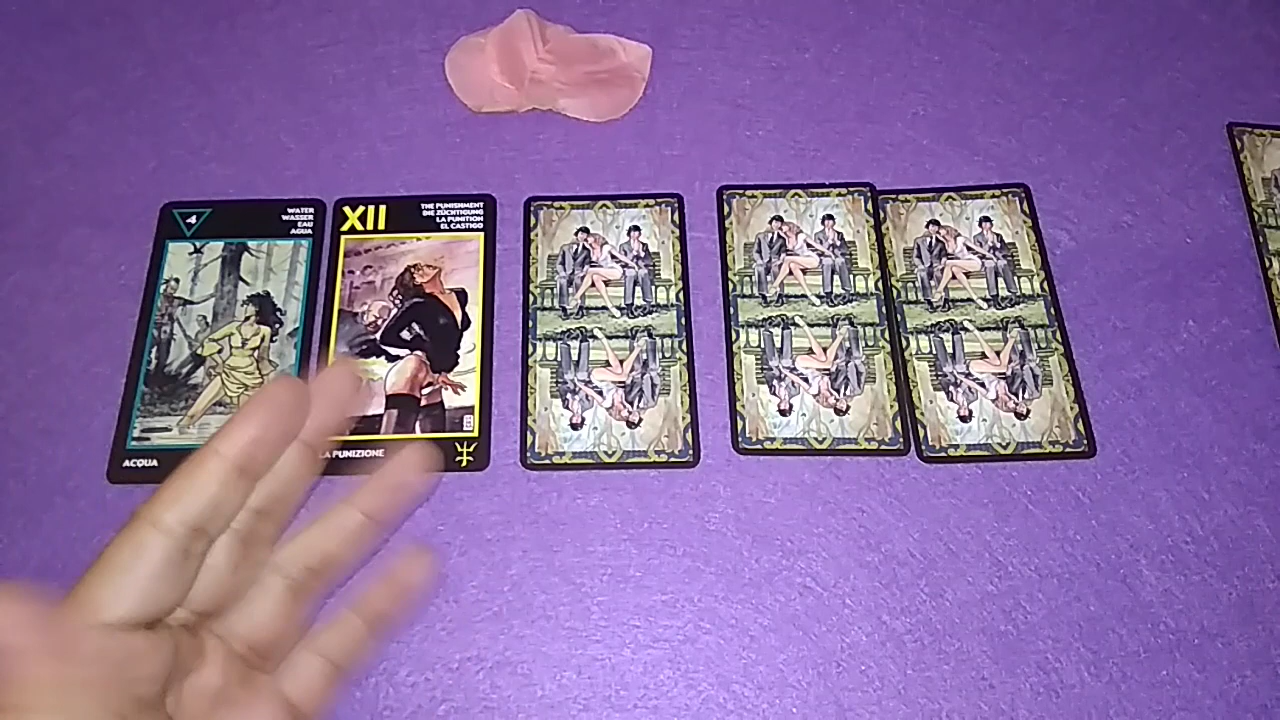 4
WATER
WASSER
EAU
AGUA
ACQUA
XII
THE PUNISHMENT
DIE ZÜCHTIGUNG
LA PUNITION
EL CASTIGO
LA PUNIZIONE